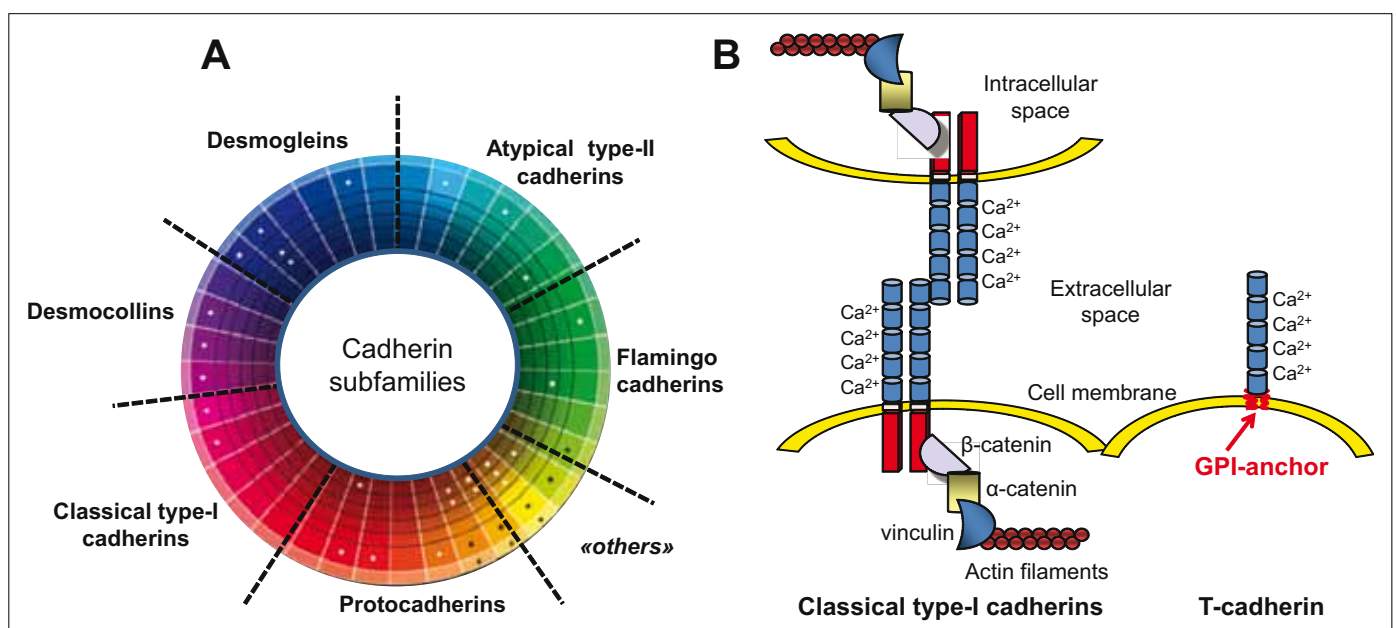 A
Desmogleins
Atypical type-II
cadherins
Desmocollins
Cadherin
subfamilies
Flamingo
cadherins
Classical type-I
cadherins
«others»
Protocadherins
B
Intracellular
space
Ca²⁺
Ca²⁺
Ca²⁺
Ca²⁺
Extracellular
space
Ca²⁺
Ca²⁺
Ca²⁺
Ca²⁺
Ca²⁺
Ca²⁺
Ca²⁺
Ca²⁺
Cell membrane
β-catenin
GPI-anchor
α-catenin
vinculin
Actin filaments
Classical type-I cadherins
T-cadherin